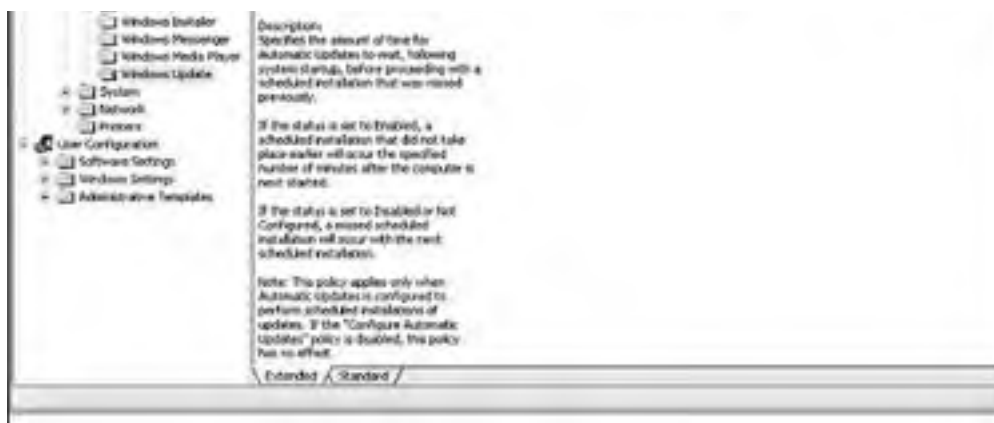 Windows Installer
Windows Messenger
Windows Media Player
Windows Update
System
Network
Printers
User Configuration
Software Settings
Windows Settings
Administrative Templates
Description:
Specifies the amount of time for
Automatic Updates to wait, following
system startup, before proceeding with a
scheduled installation that was missed
previously.
If the status is set to Enabled, a
scheduled installation that did not take
place earlier will occur the specified
number of minutes after the computer is
next started.
If the status is set to Disabled or Not
Configured, a missed scheduled
installation will occur with the next
scheduled installation.
Note: This policy applies only when
Automatic Updates is configured to
perform scheduled installations of
updates. If the "Configure Automatic
Updates" policy is disabled, this policy
has no effect.
Extended
Standard